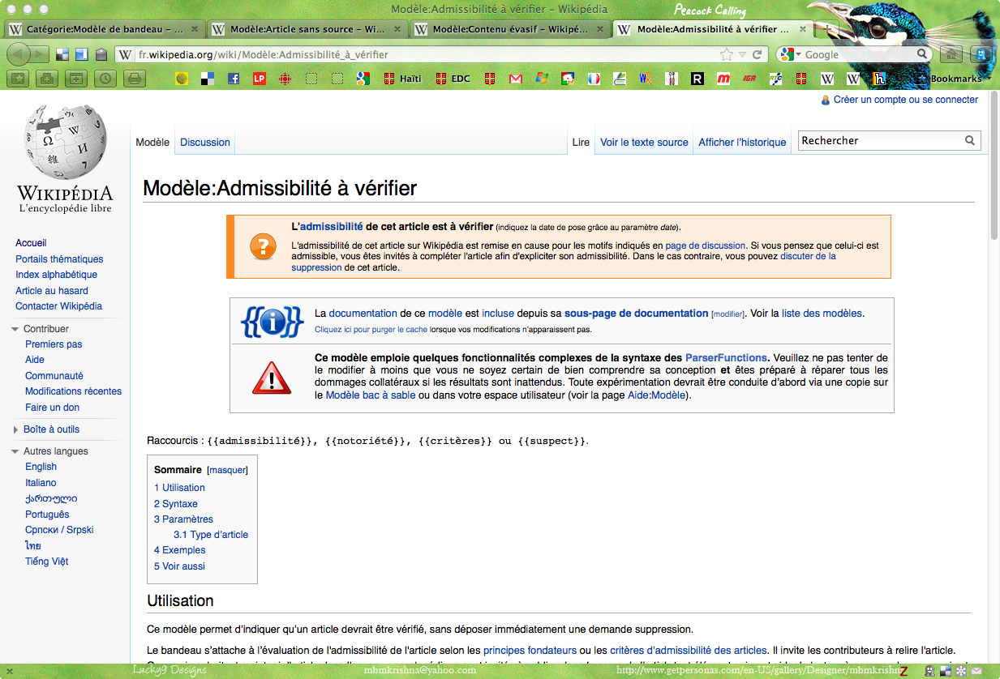 Modèle:Admissibilité à vérifier – Wikipédia
Peacock Calling
Catégorie:Modèle de bandeau – ...
Modèle:Article sans source – Wi...
Modèle:Contenu évasif – Wikipé...
Modèle:Admissibilité à vérifier ...
fr.wikipedia.org/wiki/Modèle:Admissibilité_à_vérifier
Google
LP
Haïti
EDC
Bookmarks
Créer un compte ou se connecter
WIKIPÉDIA
L'encyclopédie libre
Modèle
Discussion
Lire
Voir le texte source
Afficher l'historique
Rechercher
Modèle:Admissibilité à vérifier
L'admissibilité de cet article est à vérifier (indiquez la date de pose grâce au paramètre date).
L'admissibilité de cet article sur Wikipédia est remise en cause pour les motifs indiqués en page de discussion. Si vous pensez que celui-ci est
admissible, vous êtes invités à compléter l'article afin d'expliciter son admissibilité. Dans le cas contraire, vous pouvez discuter de la
suppression de cet article.
La documentation de ce modèle est incluse depuis sa sous-page de documentation [modifier]. Voir la liste des modèles.
Cliquez ici pour purger le cache lorsque vos modifications n'apparaissent pas.
Ce modèle emploie quelques fonctionnalités complexes de la syntaxe des ParserFunctions. Veuillez ne pas tenter de
le modifier à moins que vous ne soyez certain de bien comprendre sa conception et êtes préparé à réparer tous les
dommages collatéraux si les résultats sont inattendus. Toute expérimentation devrait être conduite d'abord via une copie sur
le Modèle bac à sable ou dans votre espace utilisateur (voir la page Aide:Modèle).
Accueil
Portails thématiques
Index alphabétique
Article au hasard
Contacter Wikipédia
Contribuer
Premiers pas
Aide
Communauté
Modifications récentes
Faire un don
Boîte à outils
Autres langues
English
Italiano
ქართული
Português
Српски / Srpski
ไทย
Tiếng Việt
Raccourcis : {{admissibilité}}, {{notoriété}}, {{critères}} ou {{suspect}}.
Sommaire [masquer]
1 Utilisation
2 Syntaxe
3 Paramètres
3.1 Type d'article
4 Exemples
5 Voir aussi
Utilisation
Ce modèle permet d'indiquer qu'un article devrait être vérifié, sans déposer immédiatement une demande suppression.
Le bandeau s'attache à l'évaluation de l'admissibilité de l'article selon les principes fondateurs ou les critères d'admissibilité des articles. Il invite les contributeurs à relire l'article.
Lucky9 Designs
mbmkrishna@yahoo.com
http://www.getpersonas.com/en-US/gallery/Designer/mbmkrishn